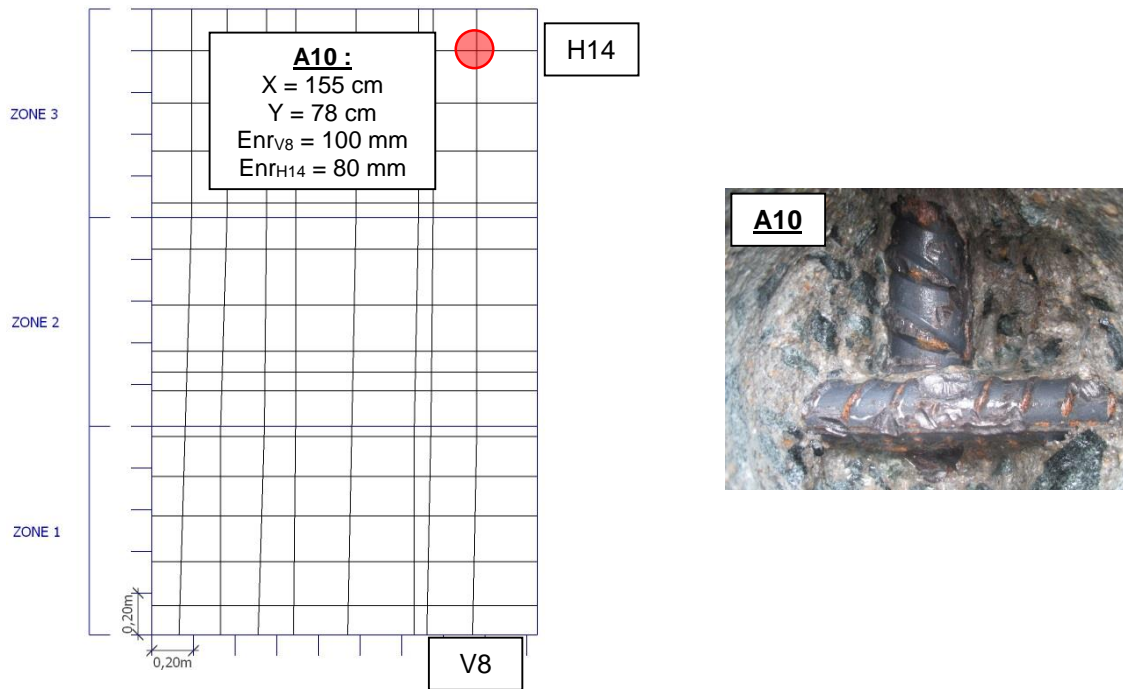 ZONE 3
ZONE 2
ZONE 1
A10 :
X = 155 cm
Y = 78 cm
EnrV8 = 100 mm
EnrH14 = 80 mm
H14
0,20m
0,20m
V8
A10